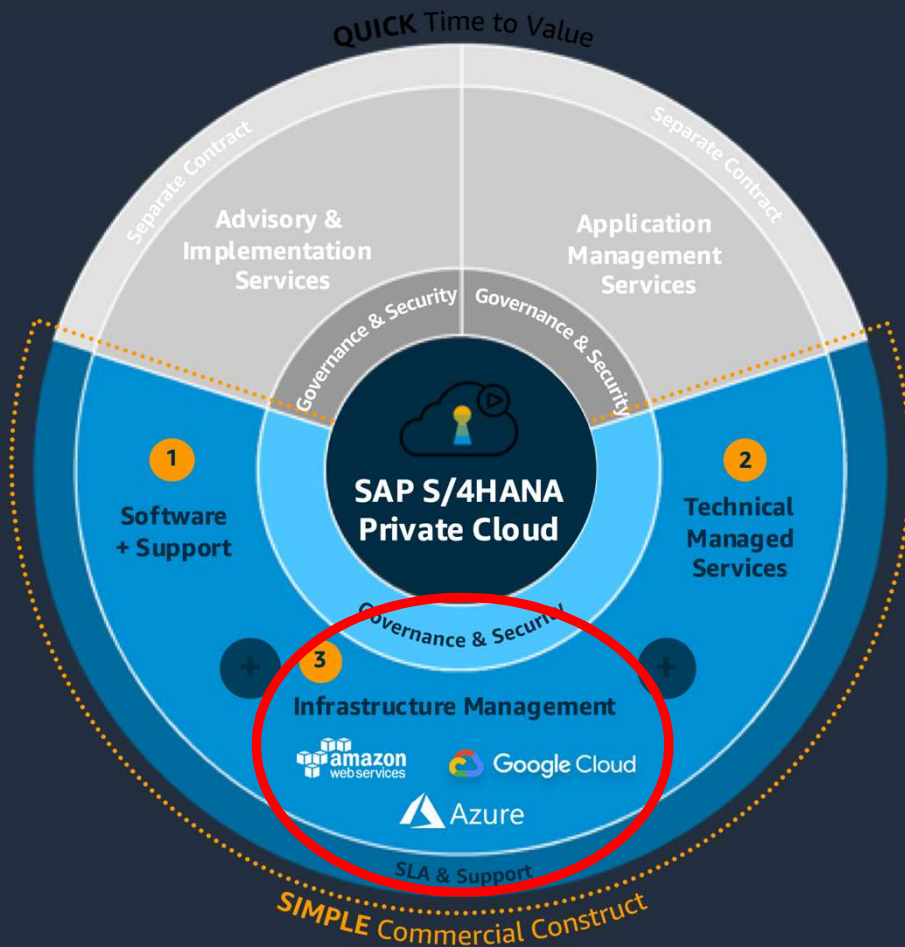 QUICK Time to Value
Separate Contract
Separate Contract
Advisory &
Implementation
Services
Application
Management
Services
Governance & Security
Governance & Security
SAP S/4HANA
Private Cloud
1
Software
+ Support
2
Technical
Managed
Services
Governance & Security
+
3
+
Infrastructure Management
amazon
webservices
Google Cloud
Azure
SLA & Support
SIMPLE Commercial Construct